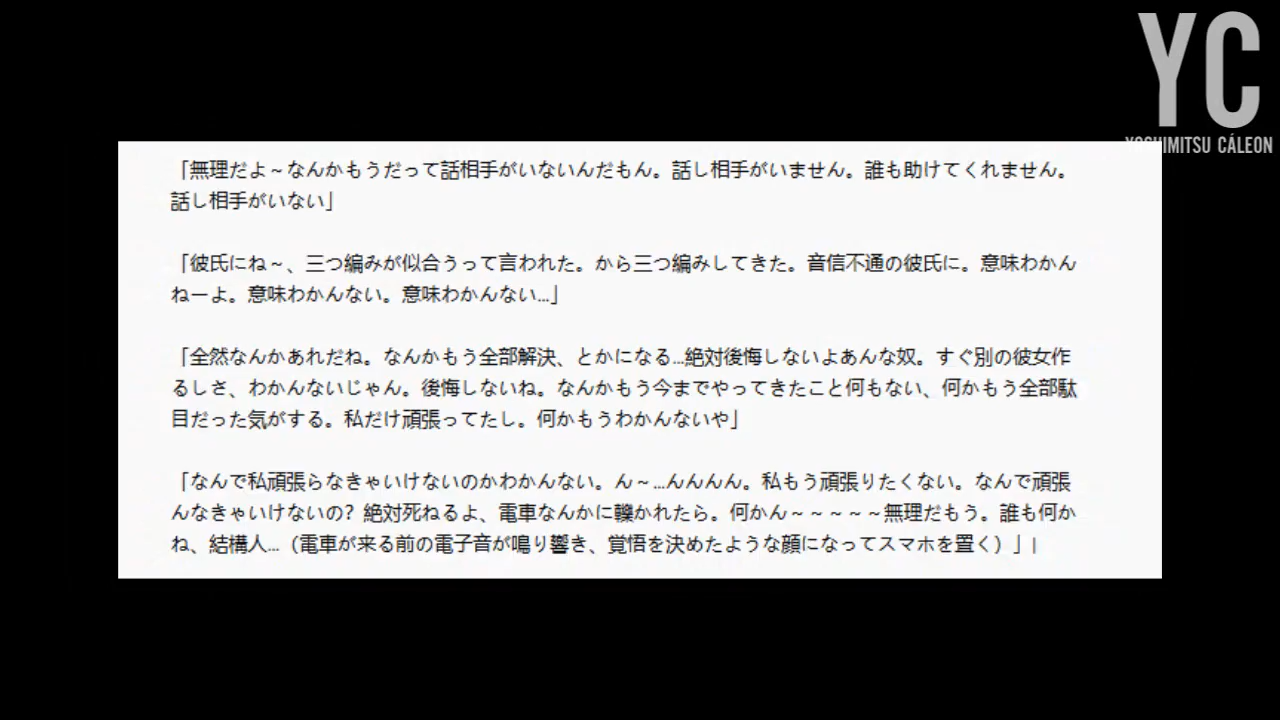 YC
YOSHIMITSU CÁLEON
「無理だよ～なんかもうだって話相手がいないんだもん。話し相手がいません。誰も助けてくれません。
話し相手がいない」
「彼氏にね～、三つ編みが似合うって言われた。から三つ編みしてきた。音信不通の彼氏に。意味わかん
ねーよ。意味わかんない。意味わかんない…」
「全然なんかあれだね。なんかもう全部解決、とかになる…絶対後悔しないよあんな奴。すぐ別の彼女作
るしさ、わかんないじゃん。後悔しないね。なんかもう今までやってきたこと何もない、何かもう全部駄
目だった気がする。私だけ頑張ってたし。何かもうわかんないや」
「なんで私頑張らなきゃいけないのかわかんない。ん～…んんんん。私もう頑張りたくない。なんで頑張
んなきゃいけないの？絶対死ねるよ、電車なんかに轢かれたら。何かん～～～～～無理だもう。誰も何か
ね、結構人…（電車が来る前の電子音が鳴り響き、覚悟を決めたような顔になってスマホを置く）」